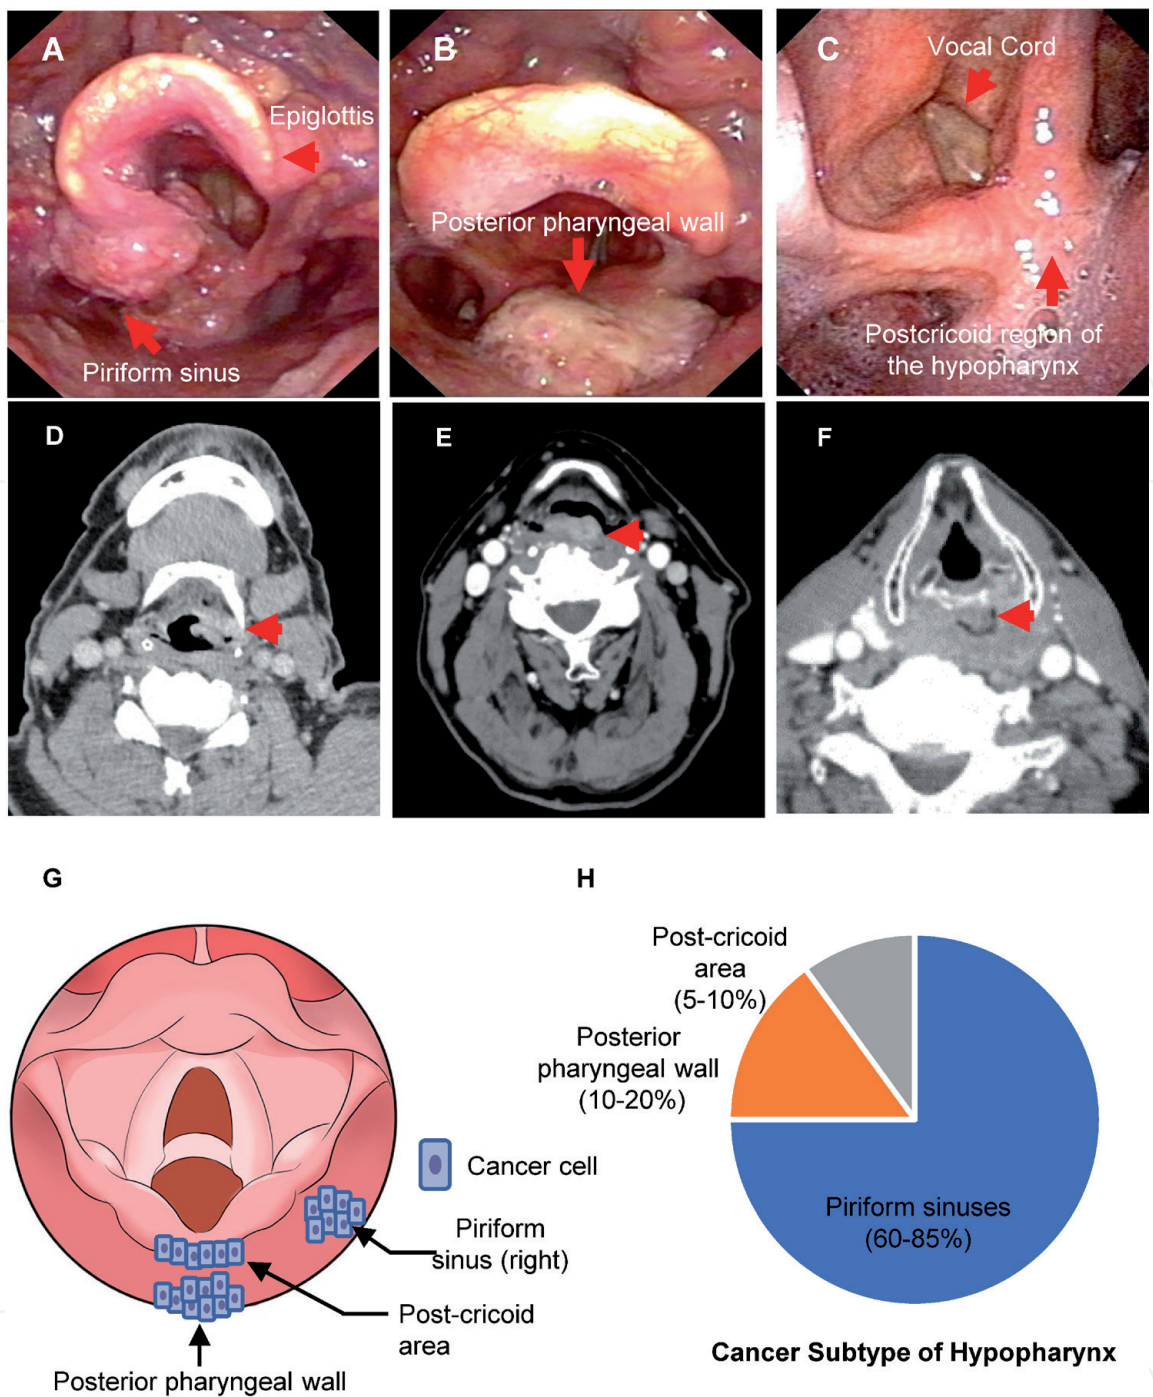 A
Epiglottis
Piriform sinus
B
Posterior pharyngeal wall
C
Vocal Cord
Postcricoid region of
the hypopharynx
D
E
F
G
Cancer cell
Piriform
sinus (right)
Post-cricoid
area
Posterior pharyngeal wall
H
Post-cricoid
area
(5-10%)
Posterior
pharyngeal wall
(10-20%)
Piriform sinuses
(60-85%)
Cancer Subtype of Hypopharynx